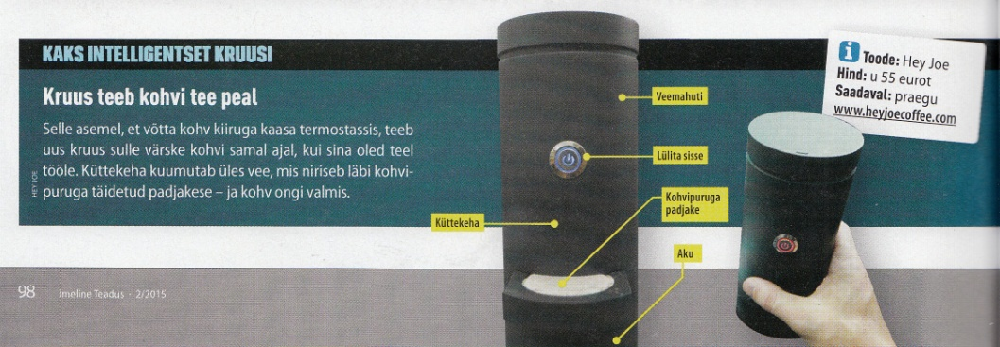 KAKS INTELLIGENTSET KRUUSI
Kruus teeb kohvi tee peal
Selle asemel, et võtta kohv kiiruga kaasa termostassis, teeb
uus kruus sulle värske kohvi samal ajal, kui sina oled teel
tööle. Küttekeha kuumutab üles vee, mis niriseb läbi kohvi-
puruga täidetud padjakese – ja kohv ongi valmis.
HEY JOE
Veemahuti
Lülita sisse
Kohvipuruga
padjake
Küttekeha
Aku
i Toode: Hey Joe
Hind: u 55 eurot
Saadaval: praegu
www.heyjoecoffee.com
98 Imeline Teadus · 2/2015